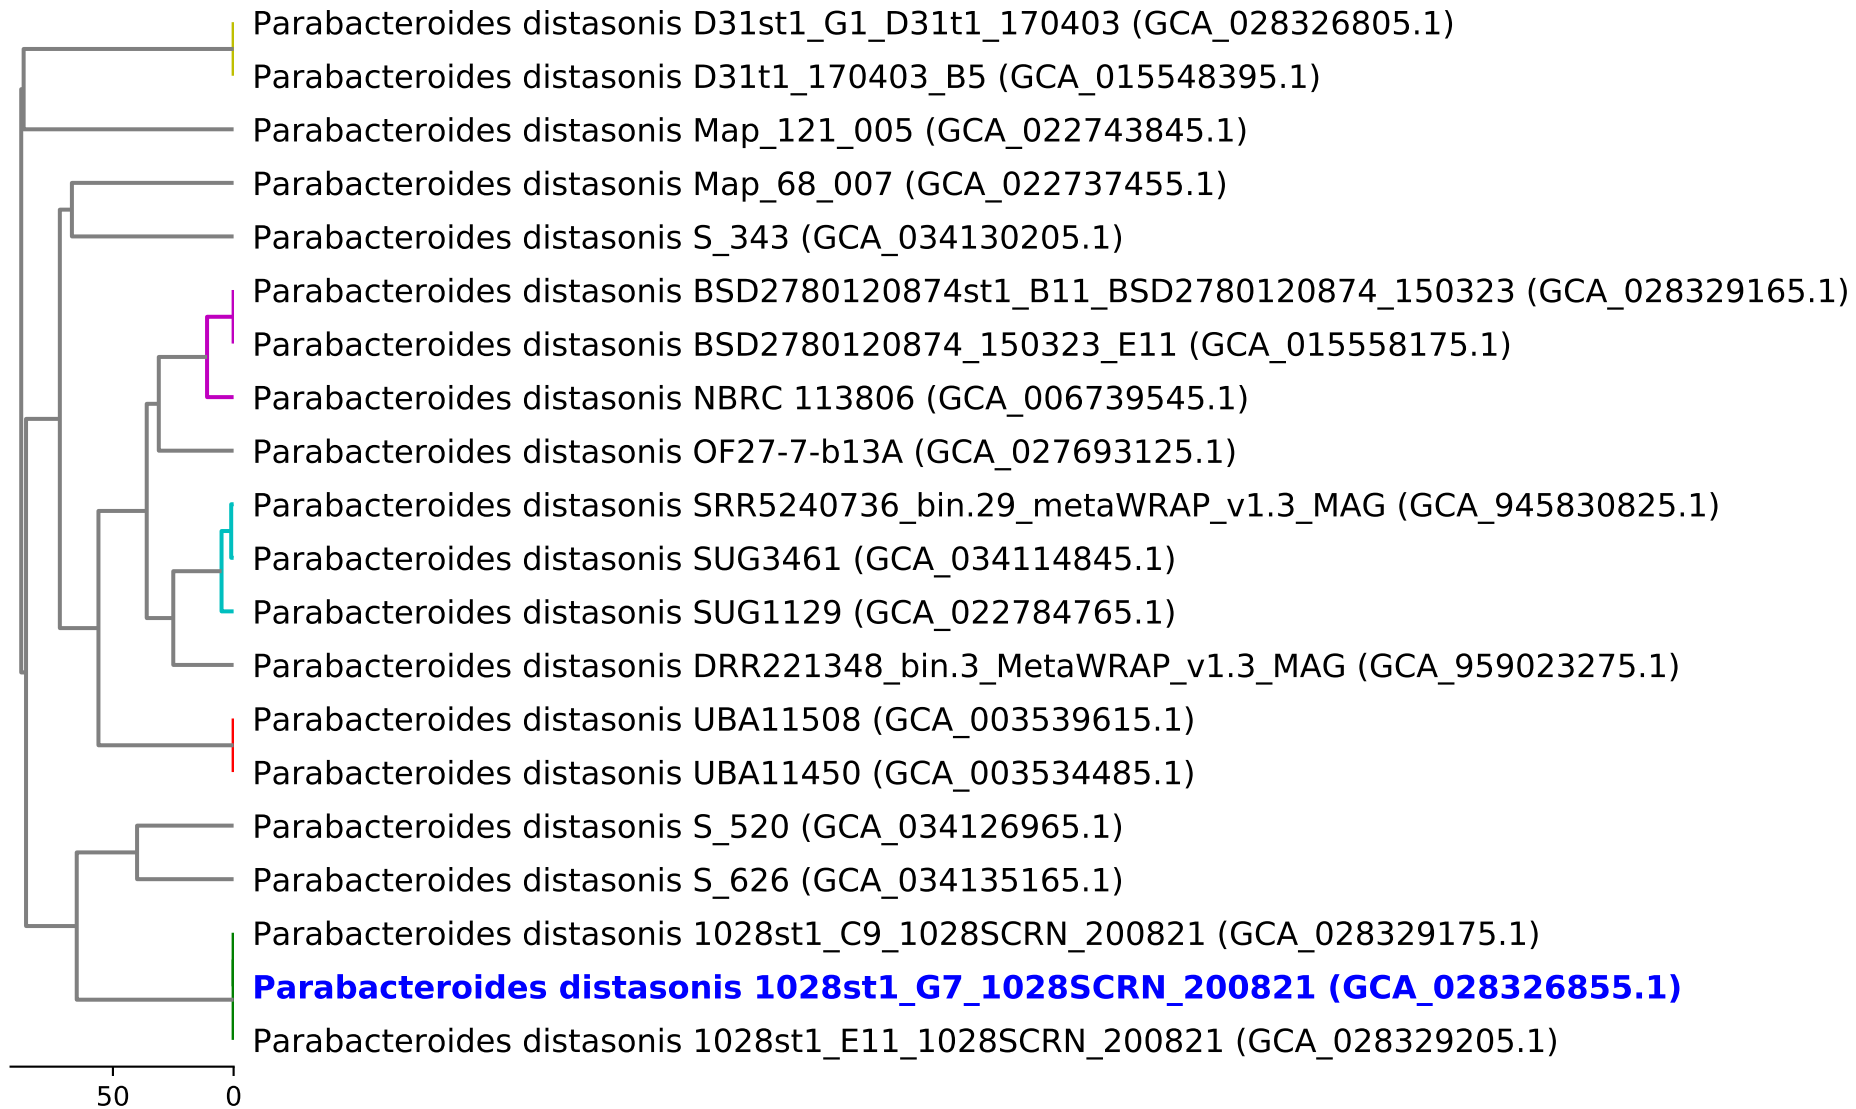 Parabacteroides distasonis D31st1_G1_D31t1_170403 (GCA_028326805.1)
Parabacteroides distasonis D31t1_170403_B5 (GCA_015548395.1)
Parabacteroides distasonis Map_121_005 (GCA_022743845.1)
Parabacteroides distasonis Map_68_007 (GCA_022737455.1)
Parabacteroides distasonis S_343 (GCA_034130205.1)
Parabacteroides distasonis BSD2780120874st1_B11_BSD2780120874_150323 (GCA_028329165.1)
Parabacteroides distasonis BSD2780120874_150323_E11 (GCA_015558175.1)
Parabacteroides distasonis NBRC 113806 (GCA_006739545.1)
Parabacteroides distasonis OF27-7-b13A (GCA_027693125.1)
Parabacteroides distasonis SRR5240736_bin.29_metaWRAP_v1.3_MAG (GCA_945830825.1)
Parabacteroides distasonis SUG3461 (GCA_034114845.1)
Parabacteroides distasonis SUG1129 (GCA_022784765.1)
Parabacteroides distasonis DRR221348_bin.3_MetaWRAP_v1.3_MAG (GCA_959023275.1)
Parabacteroides distasonis UBA11508 (GCA_003539615.1)
Parabacteroides distasonis UBA11450 (GCA_003534485.1)
Parabacteroides distasonis S_520 (GCA_034126965.1)
Parabacteroides distasonis S_626 (GCA_034135165.1)
Parabacteroides distasonis 1028st1_C9_1028SCRN_200821 (GCA_028329175.1)
Parabacteroides distasonis 1028st1_G7_1028SCRN_200821 (GCA_028326855.1)
Parabacteroides distasonis 1028st1_E11_1028SCRN_200821 (GCA_028329205.1)
50 0